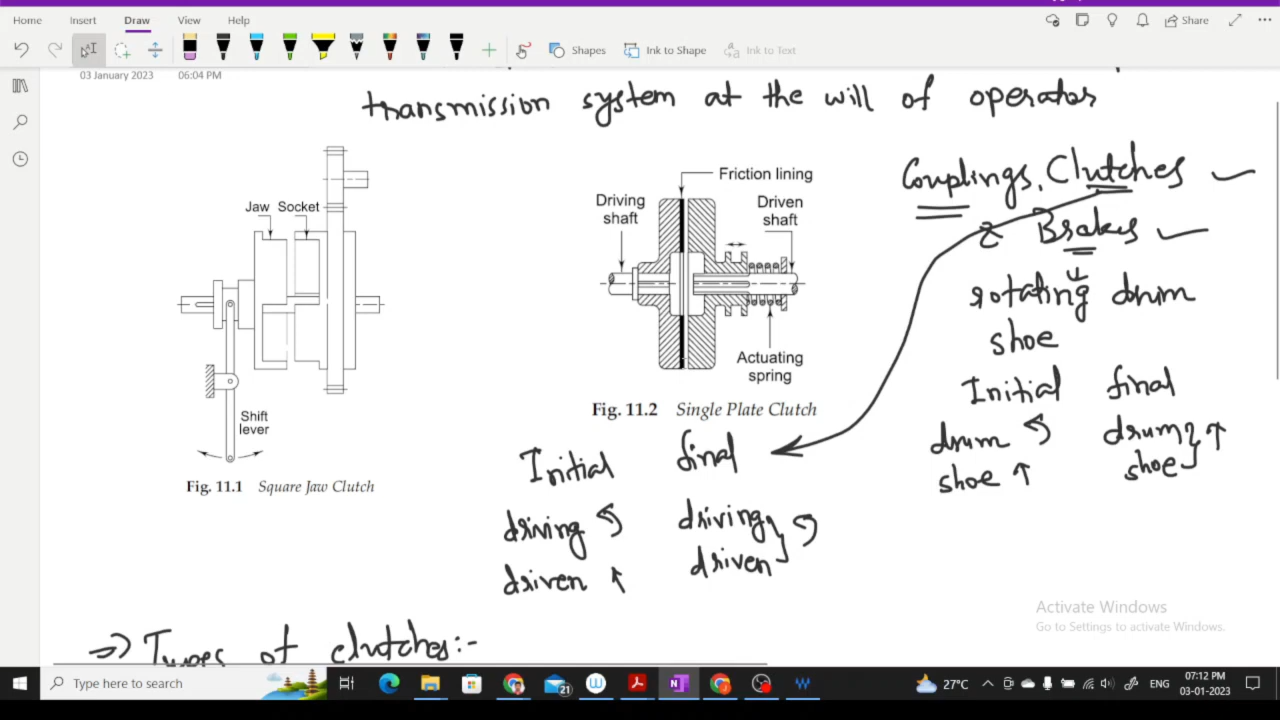 Home Insert Draw View Help
Share
Shapes Ink to Shape Ink to Text
03 January 2023 06:04 PM
transmission system at the will of operator
Jaw Socket
Shift
lever
Fig. 11.1 Square Jaw Clutch
Friction lining
Driving
shaft
Driven
shaft
Actuating
spring
Fig. 11.2 Single Plate Clutch
Couplings, Clutches
& Brakes
rotating drum
shoe
Initial final
drum drum
shoe shoe
Initial final
driving driving
driven driven
=> Types of clutches:-
Activate Windows
Go to Settings to activate Windows.
Type here to search
21
27°C
ENG
07:12 PM
03-01-2023